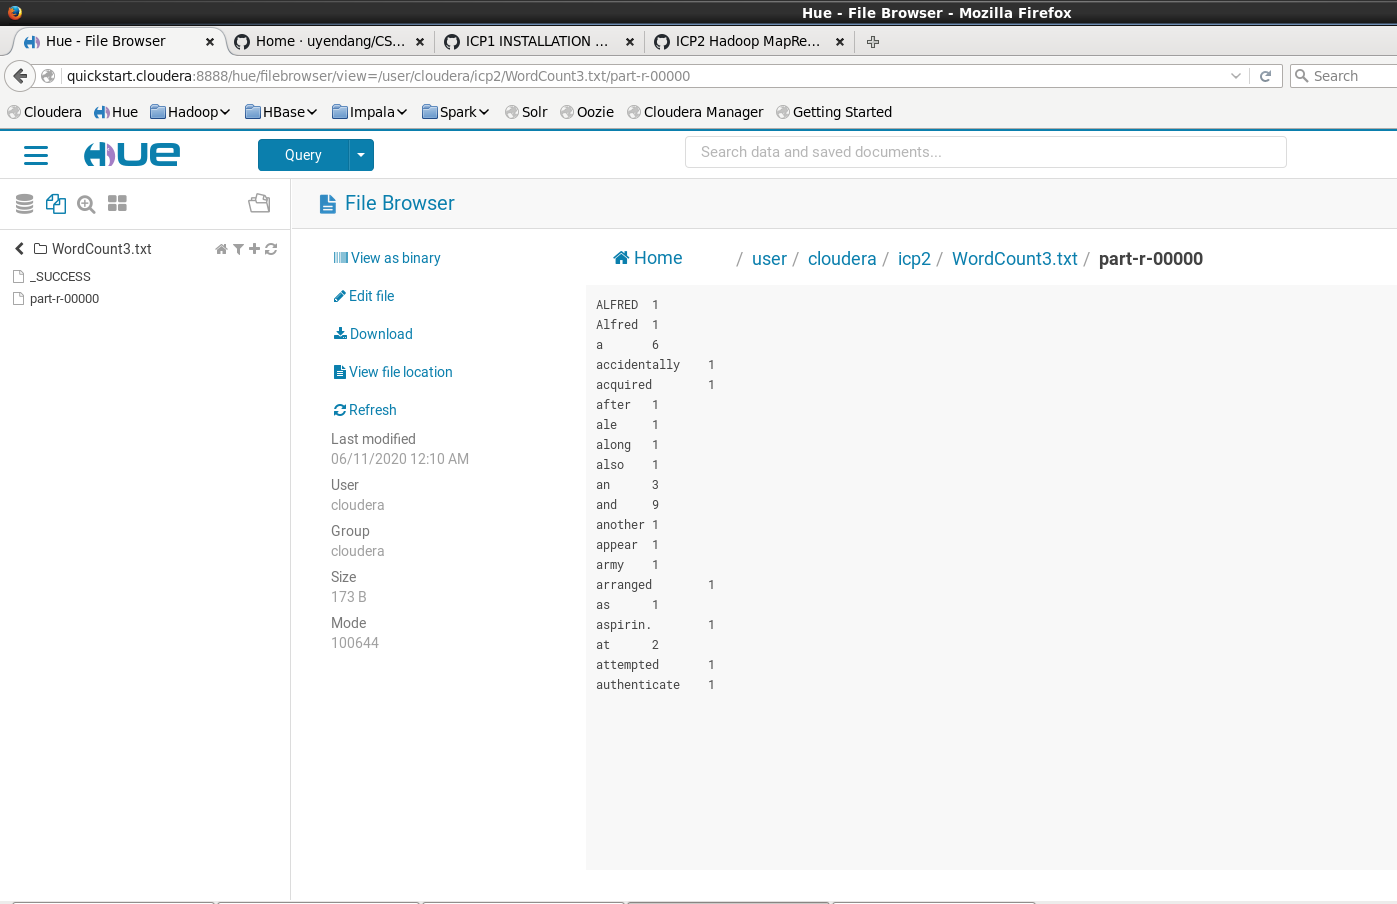 Hue - File Browser - Mozilla Firefox
Hue - File Browser
Home · uyendang/CS...
ICP1 INSTALLATION ...
ICP2 Hadoop MapRe...
quickstart.cloudera:8888/hue/filebrowser/view=/user/cloudera/icp2/WordCount3.txt/part-r-00000
Search
Cloudera Hue Hadoop HBase Impala Spark Solr Oozie Cloudera Manager Getting Started
HUE
Query
Search data and saved documents...
File Browser
WordCount3.txt
_SUCCESS
part-r-00000
View as binary
Edit file
Download
View file location
Refresh
Last modified
06/11/2020 12:10 AM
User
cloudera
Group
cloudera
Size
173 B
Mode
100644
Home / user / cloudera / icp2 / WordCount3.txt / part-r-00000
ALFRED 1
Alfred 1
a 6
accidentally 1
acquired 1
after 1
ale 1
along 1
also 1
an 3
and 9
another 1
appear 1
army 1
arranged 1
as 1
aspirin. 1
at 2
attempted 1
authenticate 1